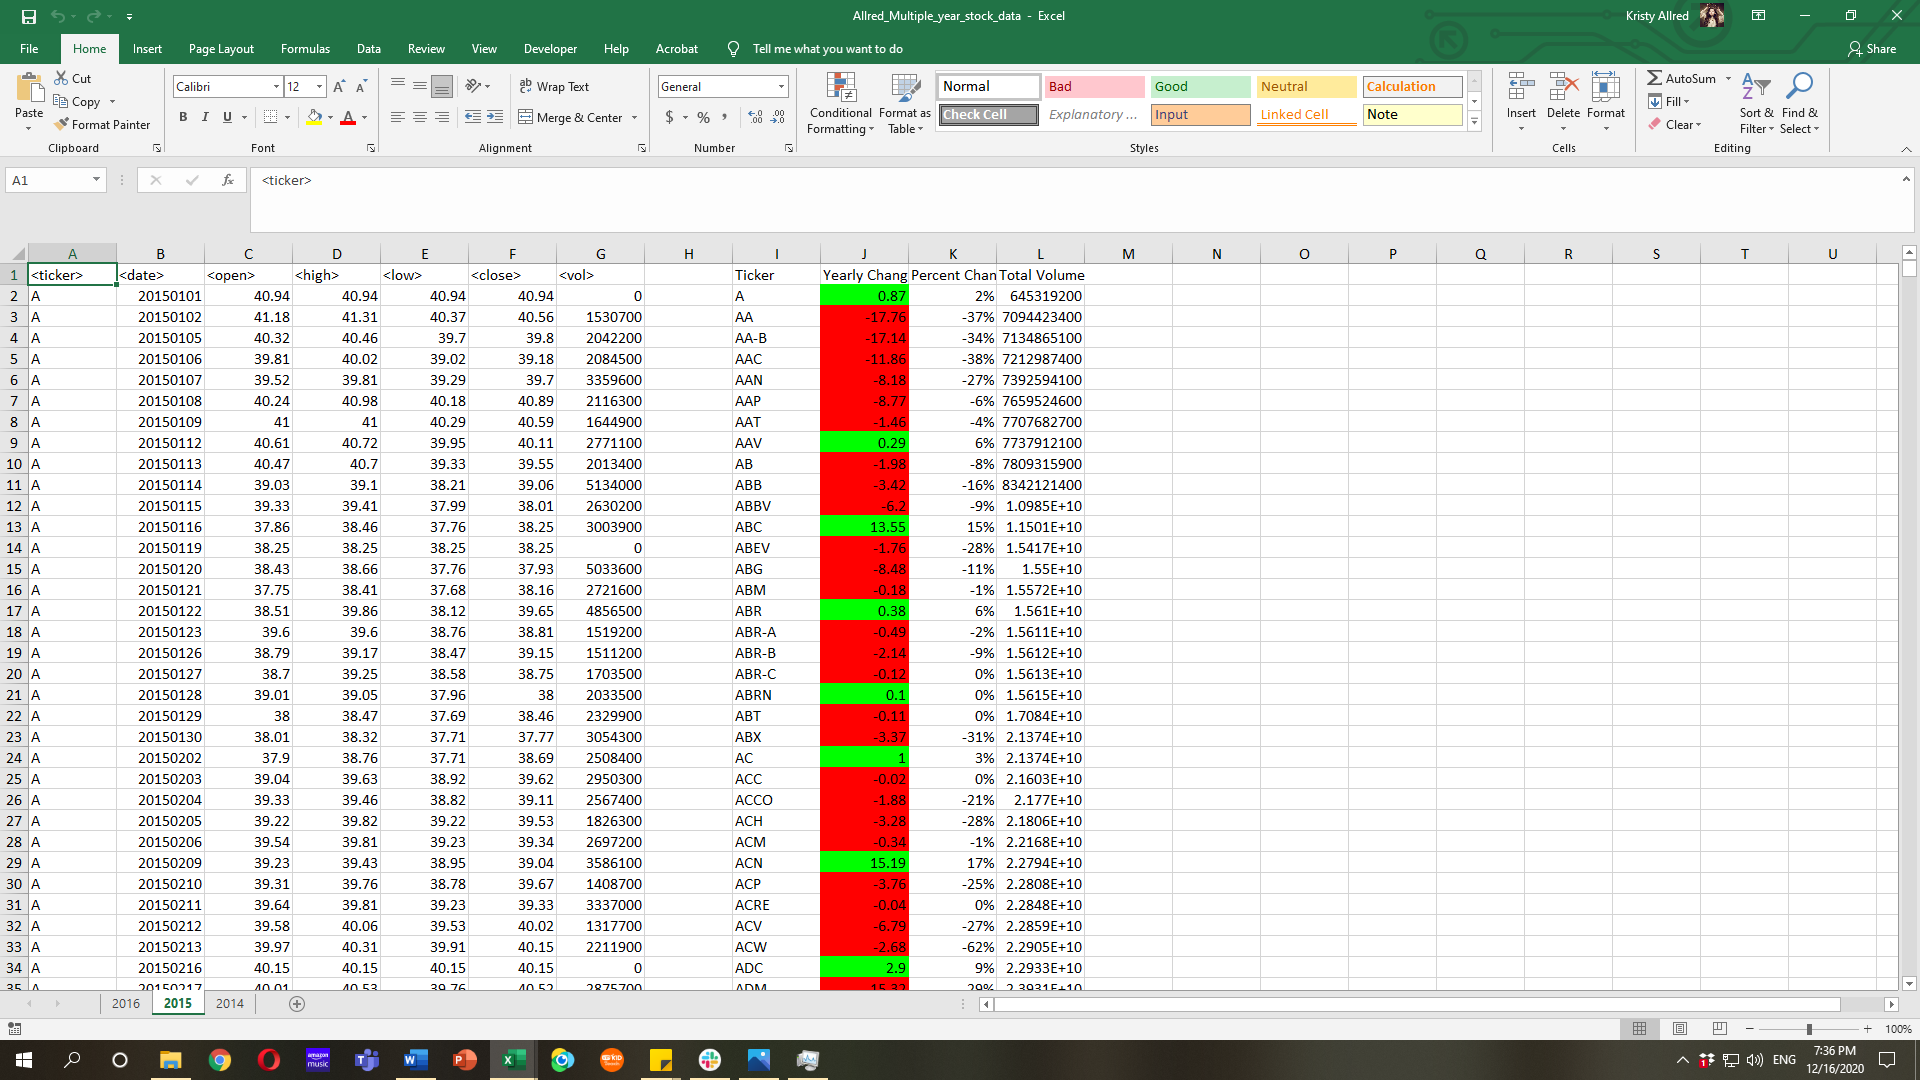 Allred_Multiple_year_stock_data - Excel
Kristy Allred
File Home Insert Page Layout Formulas Data Review View Developer Help Acrobat Tell me what you want to do Share
Paste Cut Copy Format Painter Clipboard
Calibri 12 A A B I U A Font
Wrap Text Merge & Center Alignment
General $ % , .00 Number
Conditional Formatting Format as Table
Normal Bad Good Neutral Calculation
Check Cell Explanatory ... Input Linked Cell Note
Styles
Insert Delete Format Cells
AutoSum Fill Clear Sort & Filter Find & Select Editing
A1 fx <ticker>
A B C D E F G H I J K L M N O P Q R S T U
1 <ticker> <date> <open> <high> <low> <close> <vol> Ticker Yearly Chang Percent Chan Total Volume
2 A 20150101 40.94 40.94 40.94 40.94 0 A 0.87 2% 645319200
3 A 20150102 41.18 41.31 40.37 40.56 1530700 AA -17.76 -37% 7094423400
4 A 20150105 40.32 40.46 39.7 39.8 2042200 AA-B -17.14 -34% 7134865100
5 A 20150106 39.81 40.02 39.02 39.18 2084500 AAC -11.86 -38% 7212987400
6 A 20150107 39.52 39.81 39.29 39.7 3359600 AAN -8.18 -27% 7392594100
7 A 20150108 40.24 40.98 40.18 40.89 2116300 AAP -8.77 -6% 7659524600
8 A 20150109 41 41 40.29 40.59 1644900 AAT -1.46 -4% 7707682700
9 A 20150112 40.61 40.72 39.95 40.11 2771100 AAV 0.29 6% 7737912100
10 A 20150113 40.47 40.7 39.33 39.55 2013400 AB -1.98 -8% 7809315900
11 A 20150114 39.03 39.1 38.21 39.06 5134000 ABB -3.42 -16% 8342121400
12 A 20150115 39.33 39.41 37.99 38.01 2630200 ABBV -6.2 -9% 1.0985E+10
13 A 20150116 37.86 38.46 37.76 38.25 3003900 ABC 13.55 15% 1.1501E+10
14 A 20150119 38.25 38.25 38.25 38.25 0 ABEV -1.76 -28% 1.5417E+10
15 A 20150120 38.43 38.66 37.76 37.93 5033600 ABG -8.48 -11% 1.55E+10
16 A 20150121 37.75 38.41 37.68 38.16 2721600 ABM -0.18 -1% 1.5572E+10
17 A 20150122 38.51 39.86 38.12 39.65 4856500 ABR 0.38 6% 1.561E+10
18 A 20150123 39.6 39.6 38.76 38.81 1519200 ABR-A -0.49 -2% 1.5611E+10
19 A 20150126 38.79 39.17 38.47 39.15 1511200 ABR-B -2.14 -9% 1.5612E+10
20 A 20150127 38.7 39.25 38.58 38.75 1703500 ABR-C -0.12 0% 1.5613E+10
21 A 20150128 39.01 39.05 37.96 38 2033500 ABRN 0.1 0% 1.5615E+10
22 A 20150129 38 38.47 37.69 38.46 2329900 ABT -0.11 0% 1.7084E+10
23 A 20150130 38.01 38.32 37.71 37.77 3054300 ABX -3.37 -31% 2.1374E+10
24 A 20150202 37.9 38.76 37.71 38.69 2508400 AC 1 3% 2.1374E+10
25 A 20150203 39.04 39.63 38.92 39.62 2950300 ACC -0.02 0% 2.1603E+10
26 A 20150204 39.33 39.46 38.82 39.11 2567400 ACCO -1.88 -21% 2.177E+10
27 A 20150205 39.22 39.82 39.22 39.53 1826300 ACH -3.28 -28% 2.1806E+10
28 A 20150206 39.54 39.81 39.23 39.34 2697200 ACM -0.34 -1% 2.2168E+10
29 A 20150209 39.23 39.43 38.95 39.04 3586100 ACN 15.19 17% 2.2794E+10
30 A 20150210 39.31 39.76 38.78 39.67 1408700 ACP -3.76 -25% 2.2808E+10
31 A 20150211 39.64 39.81 39.23 39.33 3337000 ACRE -0.04 0% 2.2848E+10
32 A 20150212 39.58 40.06 39.53 40.02 1317700 ACV -6.79 -27% 2.2859E+10
33 A 20150213 39.97 40.31 39.91 40.15 2211900 ACW -2.68 -62% 2.2905E+10
34 A 20150216 40.15 40.15 40.15 40.15 0 ADC 2.9 9% 2.2933E+10
35 A 20150217 40.01 40.53 39.76 40.52 2875700 ADM -15.32 -29% 2.3931E+10
2016 2015 2014
100%
ENG 7:36 PM
12/16/2020